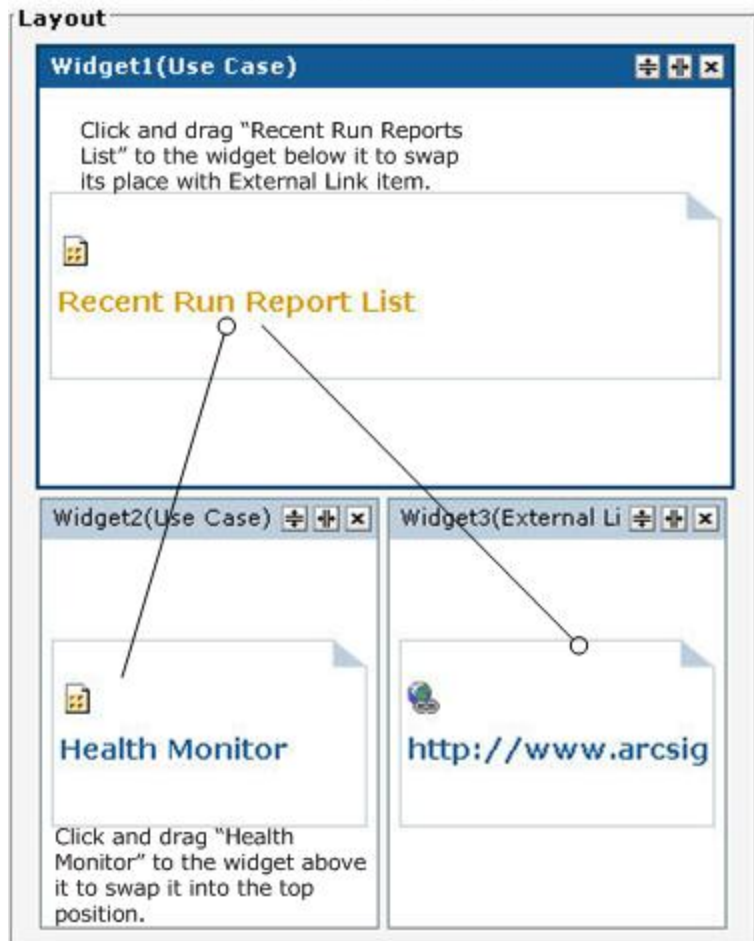 Layout
Widget1(Use Case)
Click and drag “Recent Run Reports
List” to the widget below it to swap
its place with External Link item.
Recent Run Report List
Widget2(Use Case)
Widget3(External Li
Health Monitor
http://www.arcsig
Click and drag “Health
Monitor” to the widget above
it to swap it into the top
position.